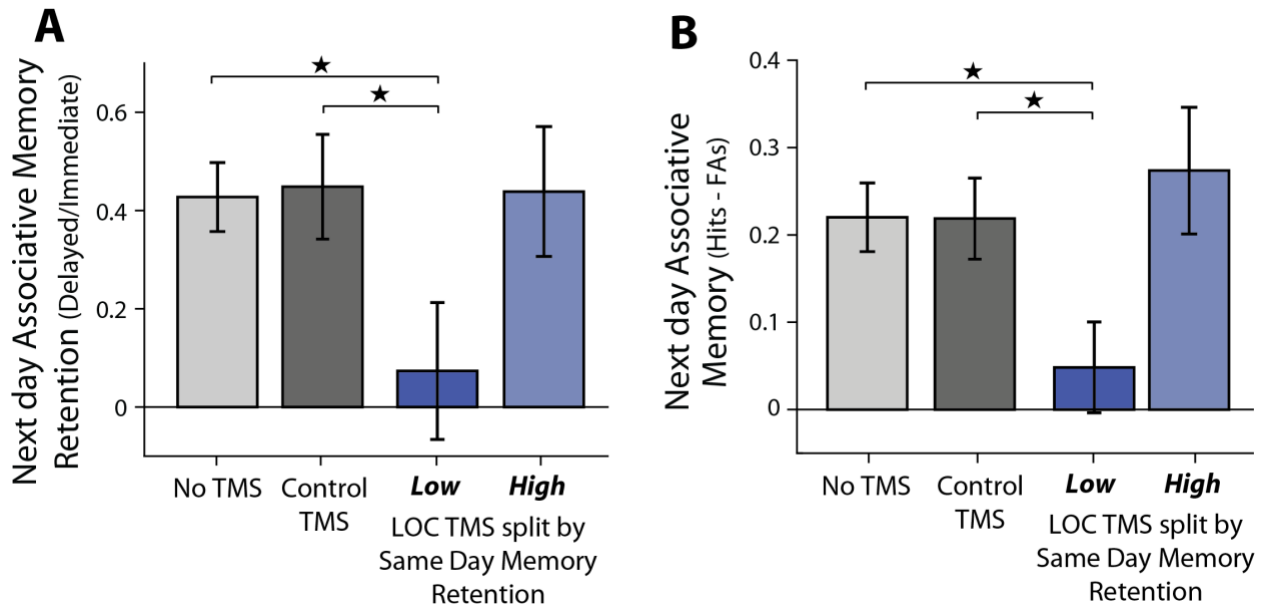 A
Next day Associative Memory
Retention (Delayed/Immediate)
0.6
0.4
0.2
0
★
★
No TMS
Control
TMS
Low
High
LOC TMS split by
Same Day Memory
Retention
B
Next day Associative
Memory (Hits - FAs)
0.4
0.3
0.2
0.1
0
★
★
No TMS
Control
TMS
Low
High
LOC TMS split by
Same Day Memory
Retention